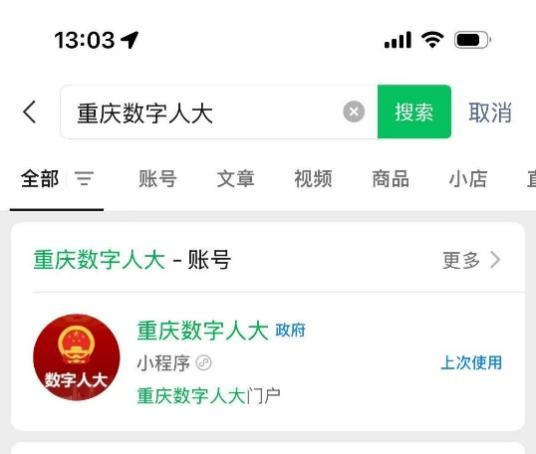 13:03
重庆数字人大 搜索 取消
全部 账号 文章 视频 商品 小店
重庆数字人大 - 账号 更多
重庆数字人大 政府
数字人大
小程序 上次使用
重庆数字人大门户